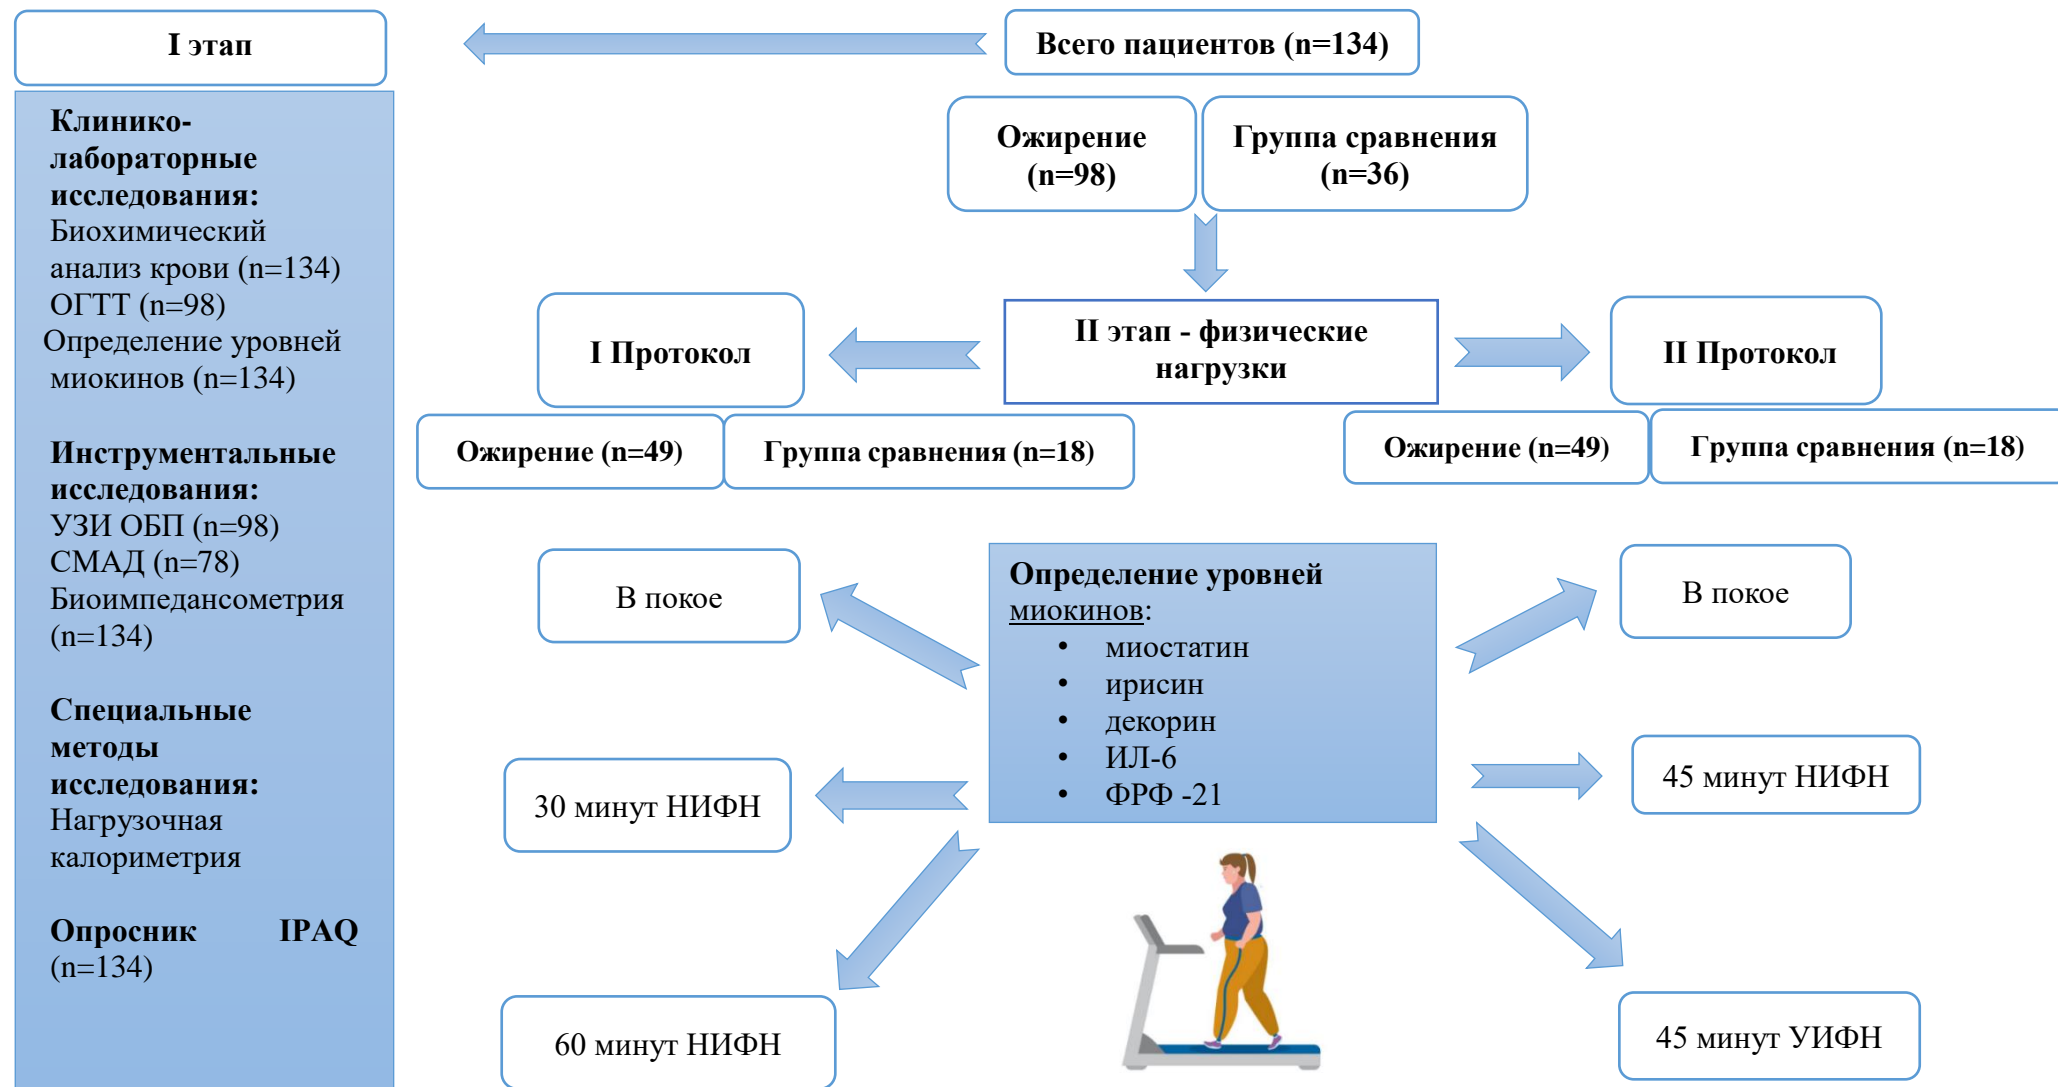 I этап
Всего пациентов (n=134)
Клинико-
лабораторные
исследования:
Биохимический
анализ крови (n=134)
ОГТТ (n=98)
Определение уровней
миокинов (n=134)
Инструментальные
исследования:
УЗИ ОБП (n=98)
СМАД (n=78)
Биоимпедансометрия
(n=134)
Специальные
методы
исследования:
Нагрузочная
калориметрия
Опросник IPAQ
(n=134)
Ожирение
(n=98)
Группа сравнения
(n=36)
I Протокол
II этап - физические
нагрузки
II Протокол
Ожирение (n=49)
Группа сравнения (n=18)
Ожирение (n=49)
Группа сравнения (n=18)
В покое
30 минут НИФН
60 минут НИФН
Определение уровней
миокинов:
• миостатин
• ирисин
• декорин
• ИЛ-6
• ФРФ -21
В покое
45 минут НИФН
45 минут УИФН